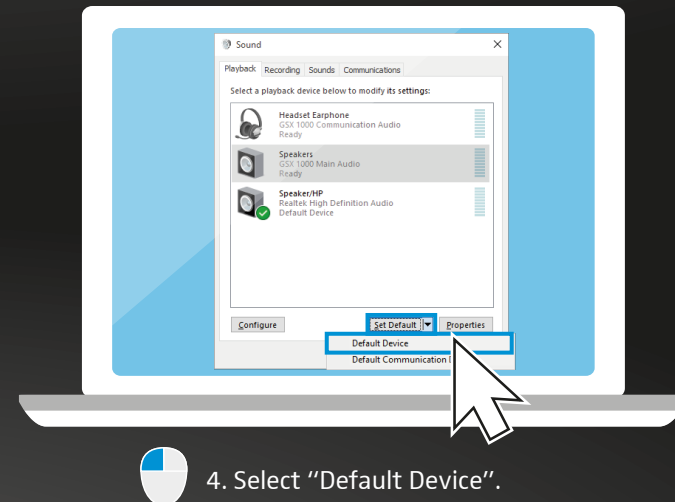 Sound
Playback Recording Sounds Communications
Select a playback device below to modify its settings:
Headset Earphone
GSX 1000 Communication Audio
Ready
Speakers
GSX 1000 Main Audio
Ready
Speaker/HP
Realtek High Definition Audio
Default Device
Configure Set Default Properties
Default Device
Default Communication
4. Select "Default Device".